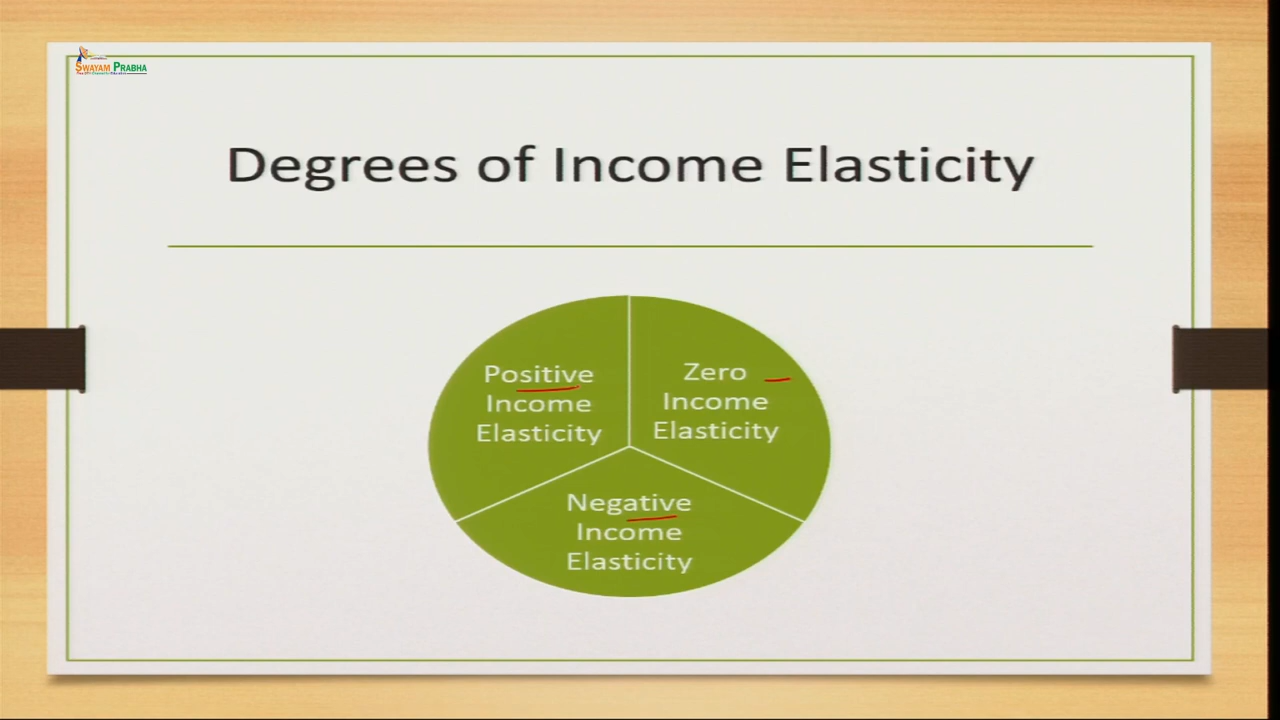 SWAYAM PRABHA
Degrees of Income Elasticity
Positive
Income
Elasticity
Zero
Income
Elasticity
Negative
Income
Elasticity